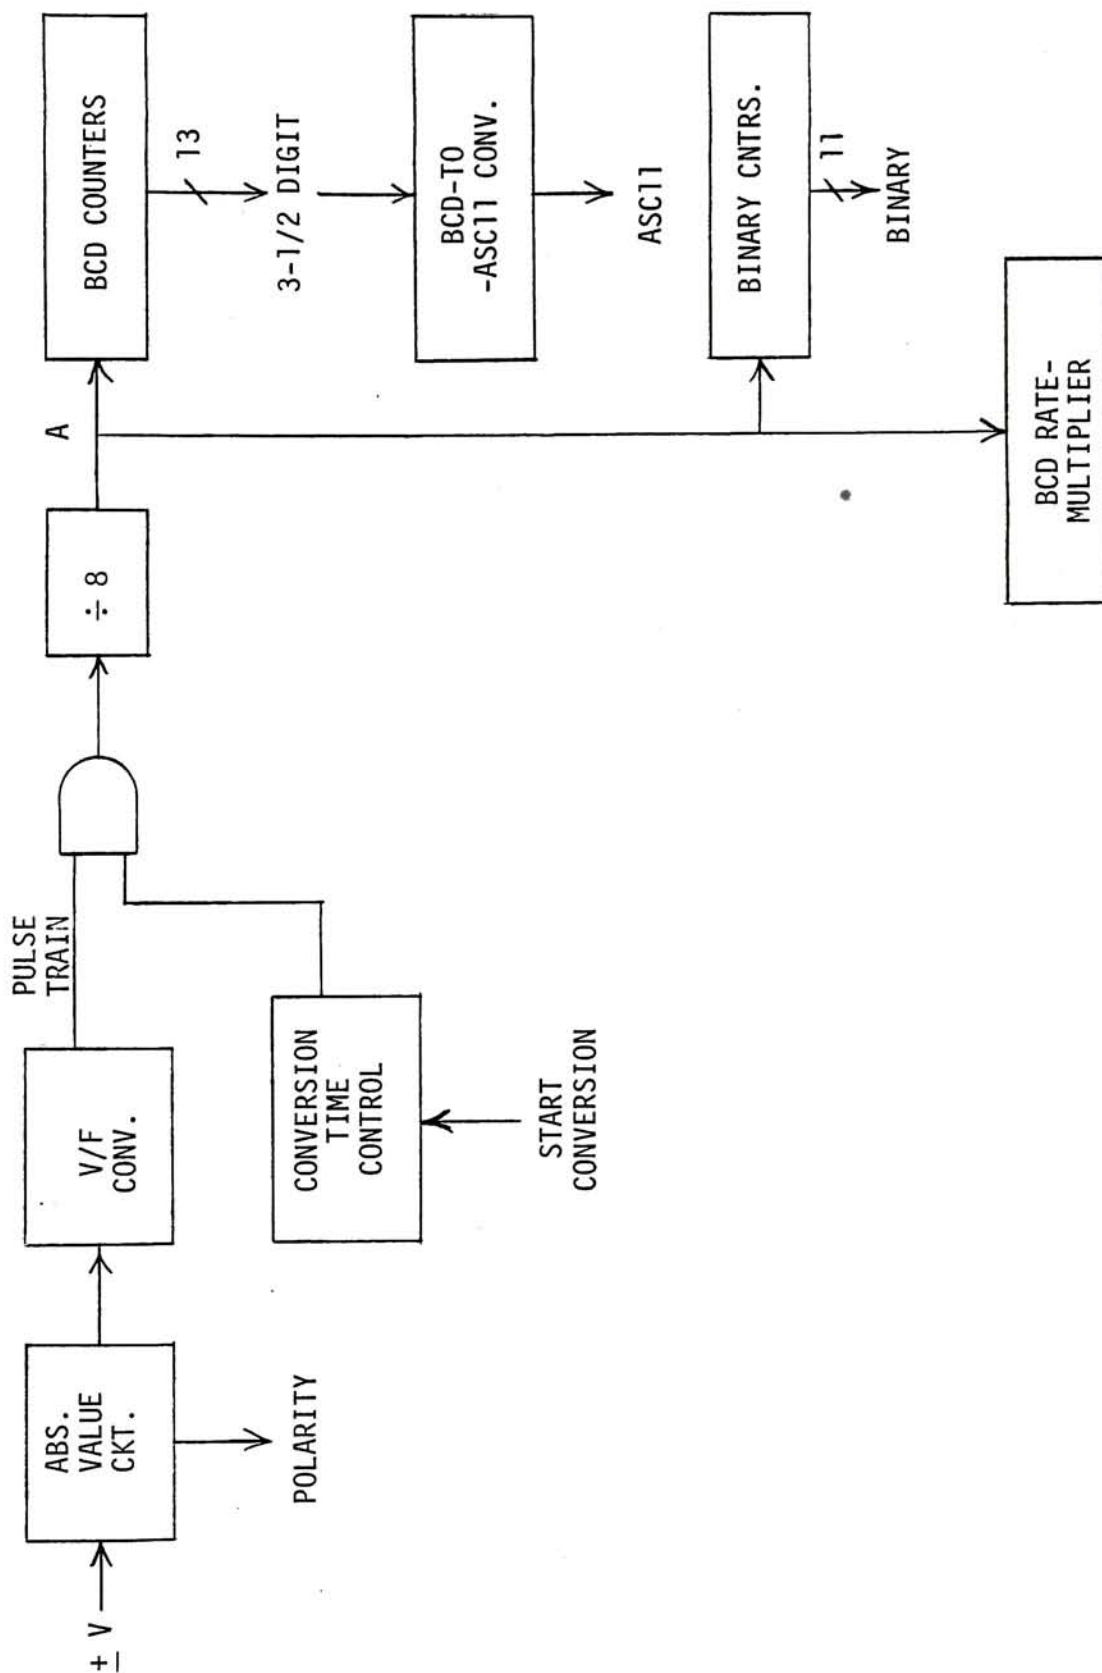 ± V
ABS.
VALUE
CKT.
POLARITY
V/F
CONV.
PULSE
TRAIN
CONVERSION
TIME
CONTROL
START
CONVERSION
÷ 8
A
BCD COUNTERS
13
3-1/2 DIGIT
BCD-TO
-ASC11 CONV.
ASC11
BINARY CNTRS.
11
BINARY
BCD RATE-
MULTIPLIER